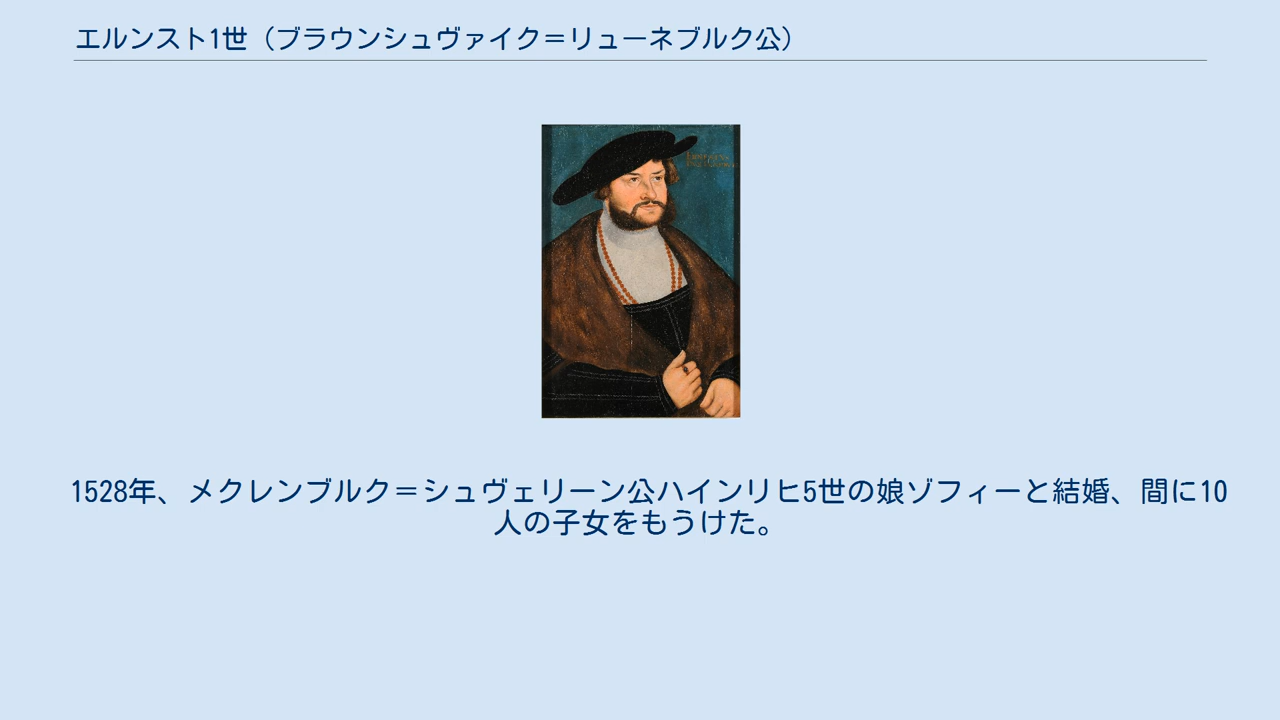 エルンスト1世（ブラウンシュヴァイク＝リューネブルク公）
1528年、メクレンブルク＝シュヴェリーン公ハインリヒ5世の娘ゾフィーと結婚、間に10
人の子女をもうけた。